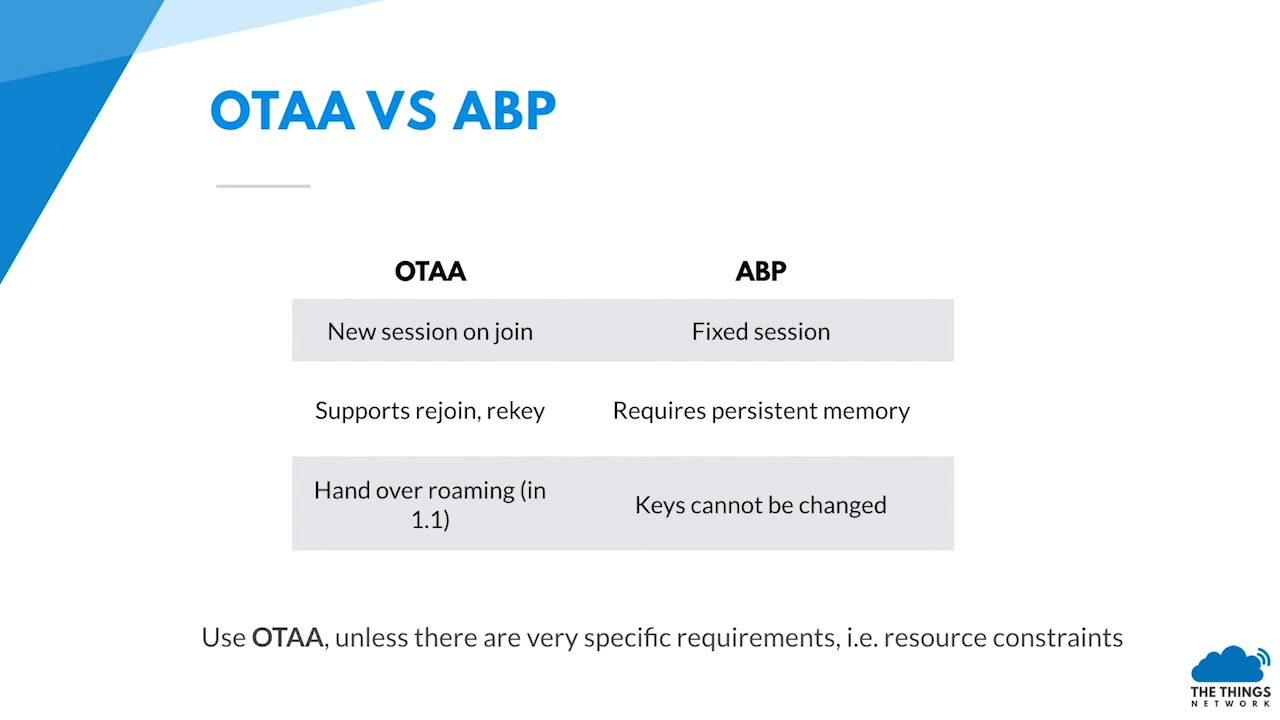 OTAA VS ABP
OTAA ABP
New session on join Fixed session
Supports rejoin, rekey Requires persistent memory
Hand over roaming (in
1.1)
Keys cannot be changed
Use OTAA, unless there are very specific requirements, i.e. resource constraints
THE THINGS
NETWORK